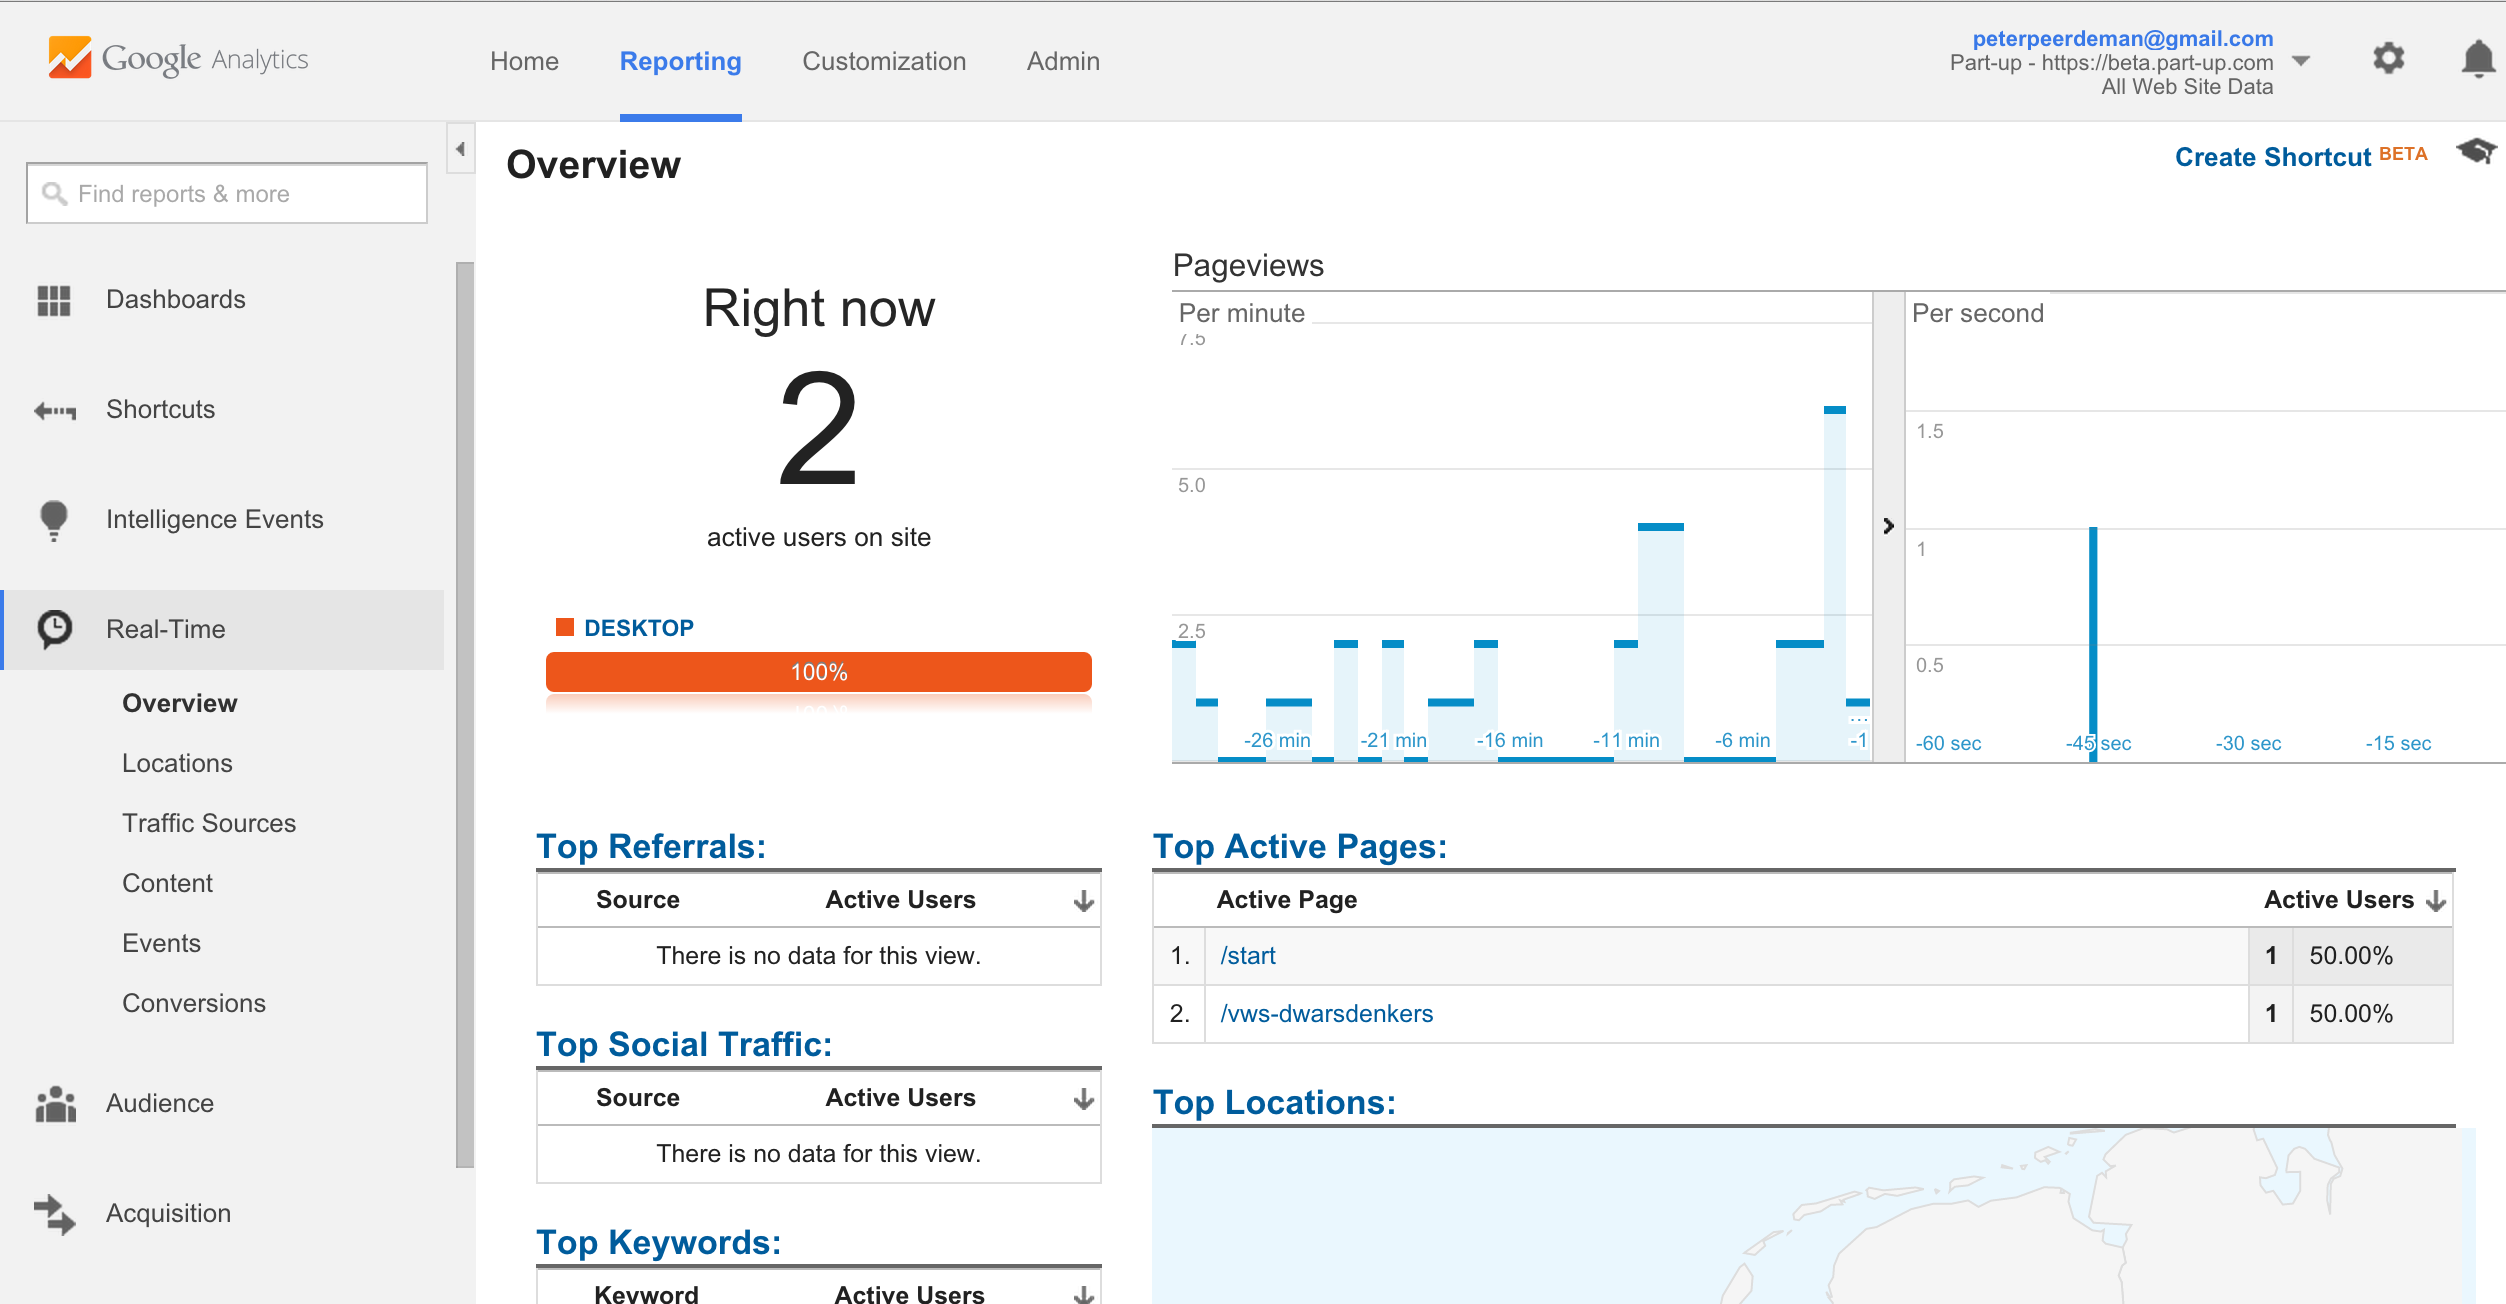 Google Analytics
Home
Reporting
Customization
Admin
peterpeerdeman@gmail.com
Part-up - https://beta.part-up.com
All Web Site Data
Find reports & more
Dashboards
Shortcuts
Intelligence Events
Real-Time
Overview
Locations
Traffic Sources
Content
Events
Conversions
Audience
Acquisition
Overview
Create Shortcut BETA
Right now
2
active users on site
DESKTOP
100%
Pageviews
Per minute
7.5
5.0
2.5
-26 min
-21 min
-16 min
-11 min
-6 min
...
-1
Per second
1.5
1
0.5
-60 sec
-45 sec
-30 sec
-15 sec
Top Referrals:
Source Active Users
There is no data for this view.
Top Social Traffic:
Source Active Users
There is no data for this view.
Top Keywords:
Keyword Active Users
Top Active Pages:
Active Page Active Users
1. /start 1 50.00%
2. /vws-dwarsdenkers 1 50.00%
Top Locations: